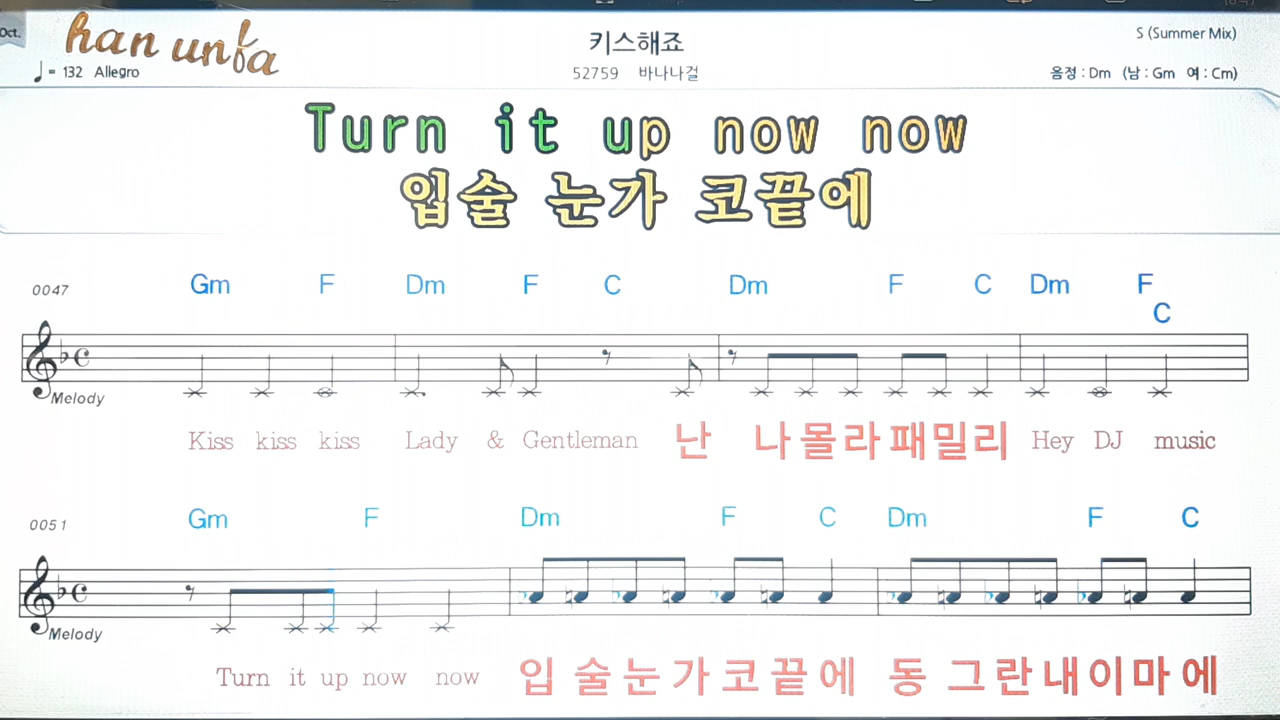 Oct.
han unfa
키스해죠
S (Summer Mix)
♩= 132 Allegro
52759 바나나걸
음정 : Dm (남 : Gm 여 : Cm)
Turn it up now now
입술 눈가 코끝에
0047
Gm F Dm F C Dm F C Dm F
C
Melody
Kiss kiss kiss Lady & Gentleman 난 나몰라패밀리 Hey DJ music
0051
Gm F Dm F C Dm F C
Melody
Turn it up now now 입 술눈가코끝에 동 그란내이마에